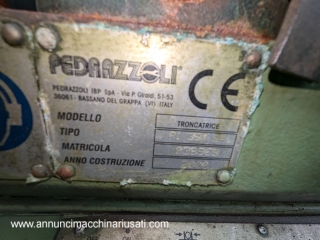 PEDRAZZOLI
PEDRAZZOLI IBP SpA - Via P. Girardi, 51-53
36061 - BASSANO DEL GRAPPA (VI) ITALY
CE
MODELLO TRONCATRICE
TIPO
MATRICOLA
ANNO COSTRUZIONE
www.annuncimacchinariusati.com